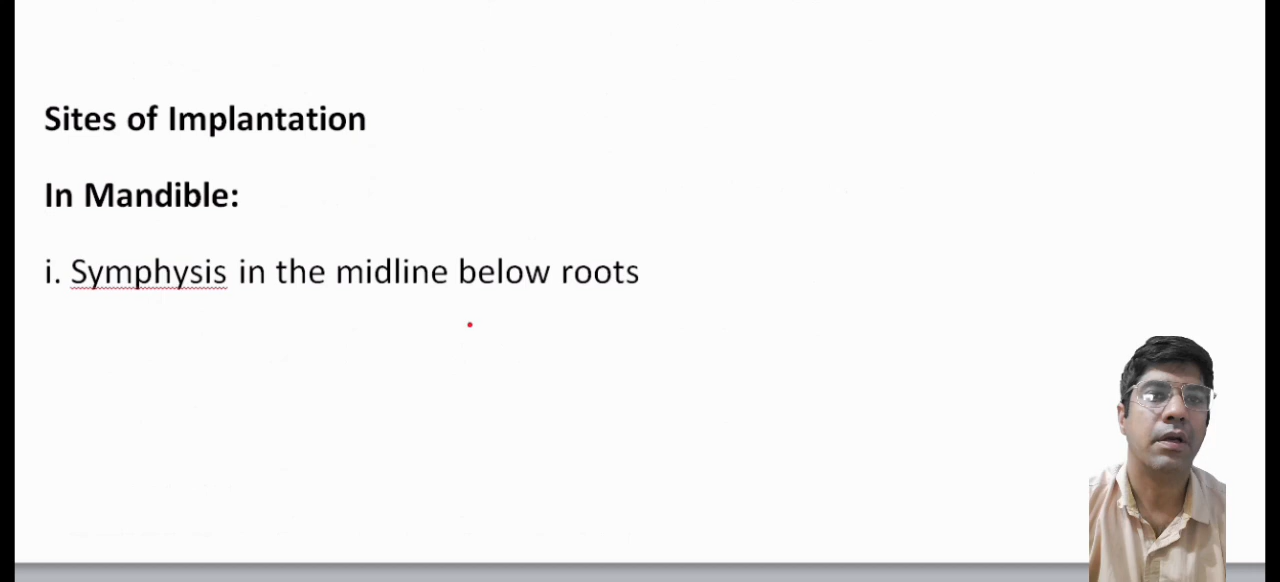 Sites of Implantation
In Mandible:
i. Symphysis in the midline below roots